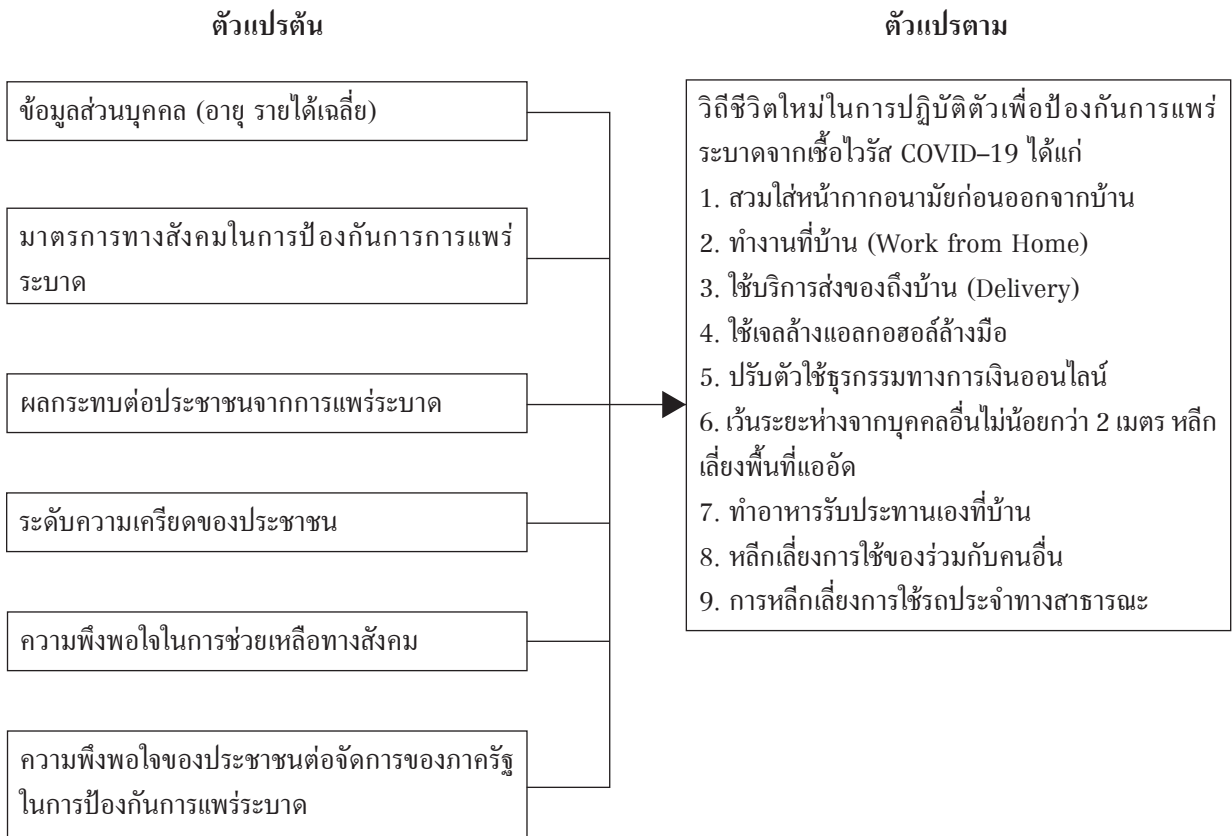 ตัวแปรต้น
ข้อมูลส่วนบุคคล (อายุ รายได้เฉลี่ย)
มาตรการทางสังคมในการป้องกันการการแพร่
ระบาด
ผลกระทบต่อประชาชนจากการแพร่ระบาด
ระดับความเครียดของประชาชน
ความพึงพอใจในการช่วยเหลือทางสังคม
ความพึงพอใจของประชาชนต่อจัดการของภาครัฐ
ในการป้องกันการแพร่ระบาด
ตัวแปรตาม
วิถีชีวิตใหม่ในการปฏิบัติตัวเพื่อป้องกันการแพร่
ระบาดจากเชื้อไวรัส COVID–19 ได้แก่
1. สวมใส่หน้ากากอนามัยก่อนออกจากบ้าน
2. ทำงานที่บ้าน (Work from Home)
3. ใช้บริการส่งของถึงบ้าน (Delivery)
4. ใช้เจลล้างแอลกอฮอล์ล้างมือ
5. ปรับตัวใช้ธุรกรรมทางการเงินออนไลน์
6. เว้นระยะห่างจากบุคคลอื่นไม่น้อยกว่า 2 เมตร หลีก
เลี่ยงพื้นที่แออัด
7. ทำอาหารรับประทานเองที่บ้าน
8. หลีกเลี่ยงการใช้ของร่วมกับคนอื่น
9. การหลีกเลี่ยงการใช้รถประจำทางสาธารณะ